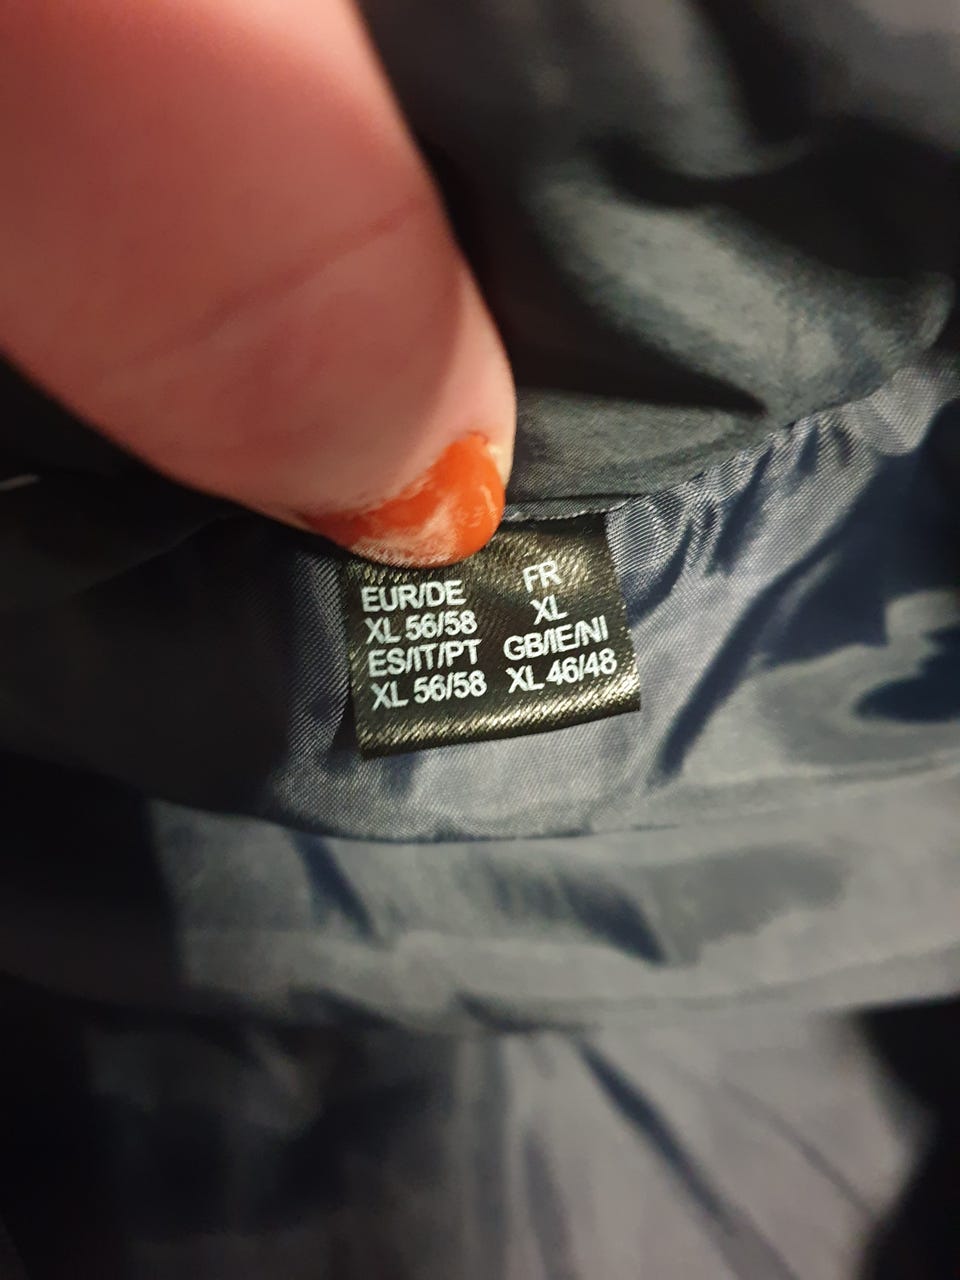 EUR/DE
XL 56/58
ES/IT/PT
XL 56/58
FR
XL
GB/IE/NI
XL 46/48